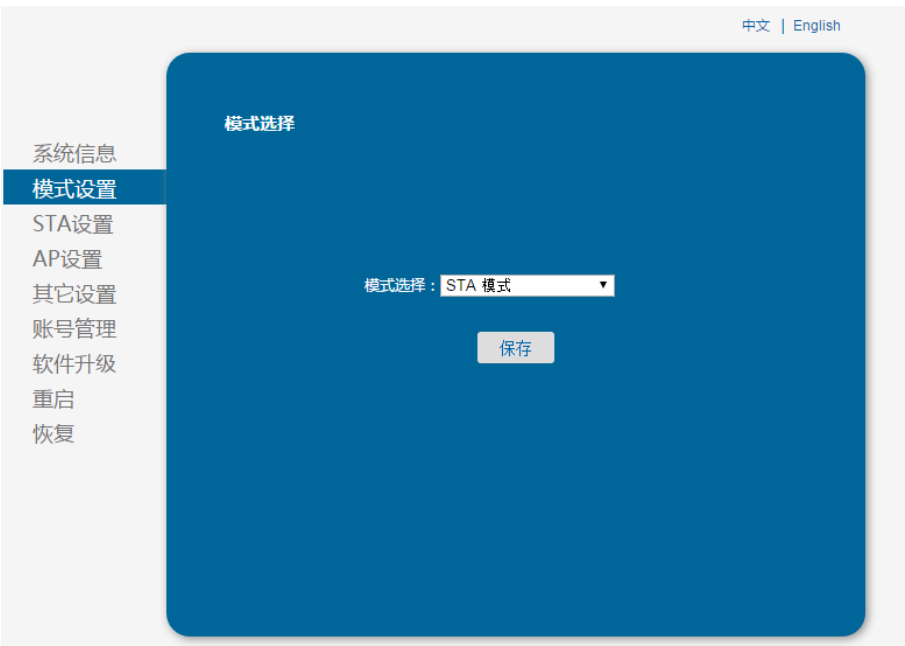 中文 | English
模式选择
系统信息
模式设置
STA设置
AP设置
其它设置
账号管理
软件升级
重启
恢复
模式选择：STA 模式
保存